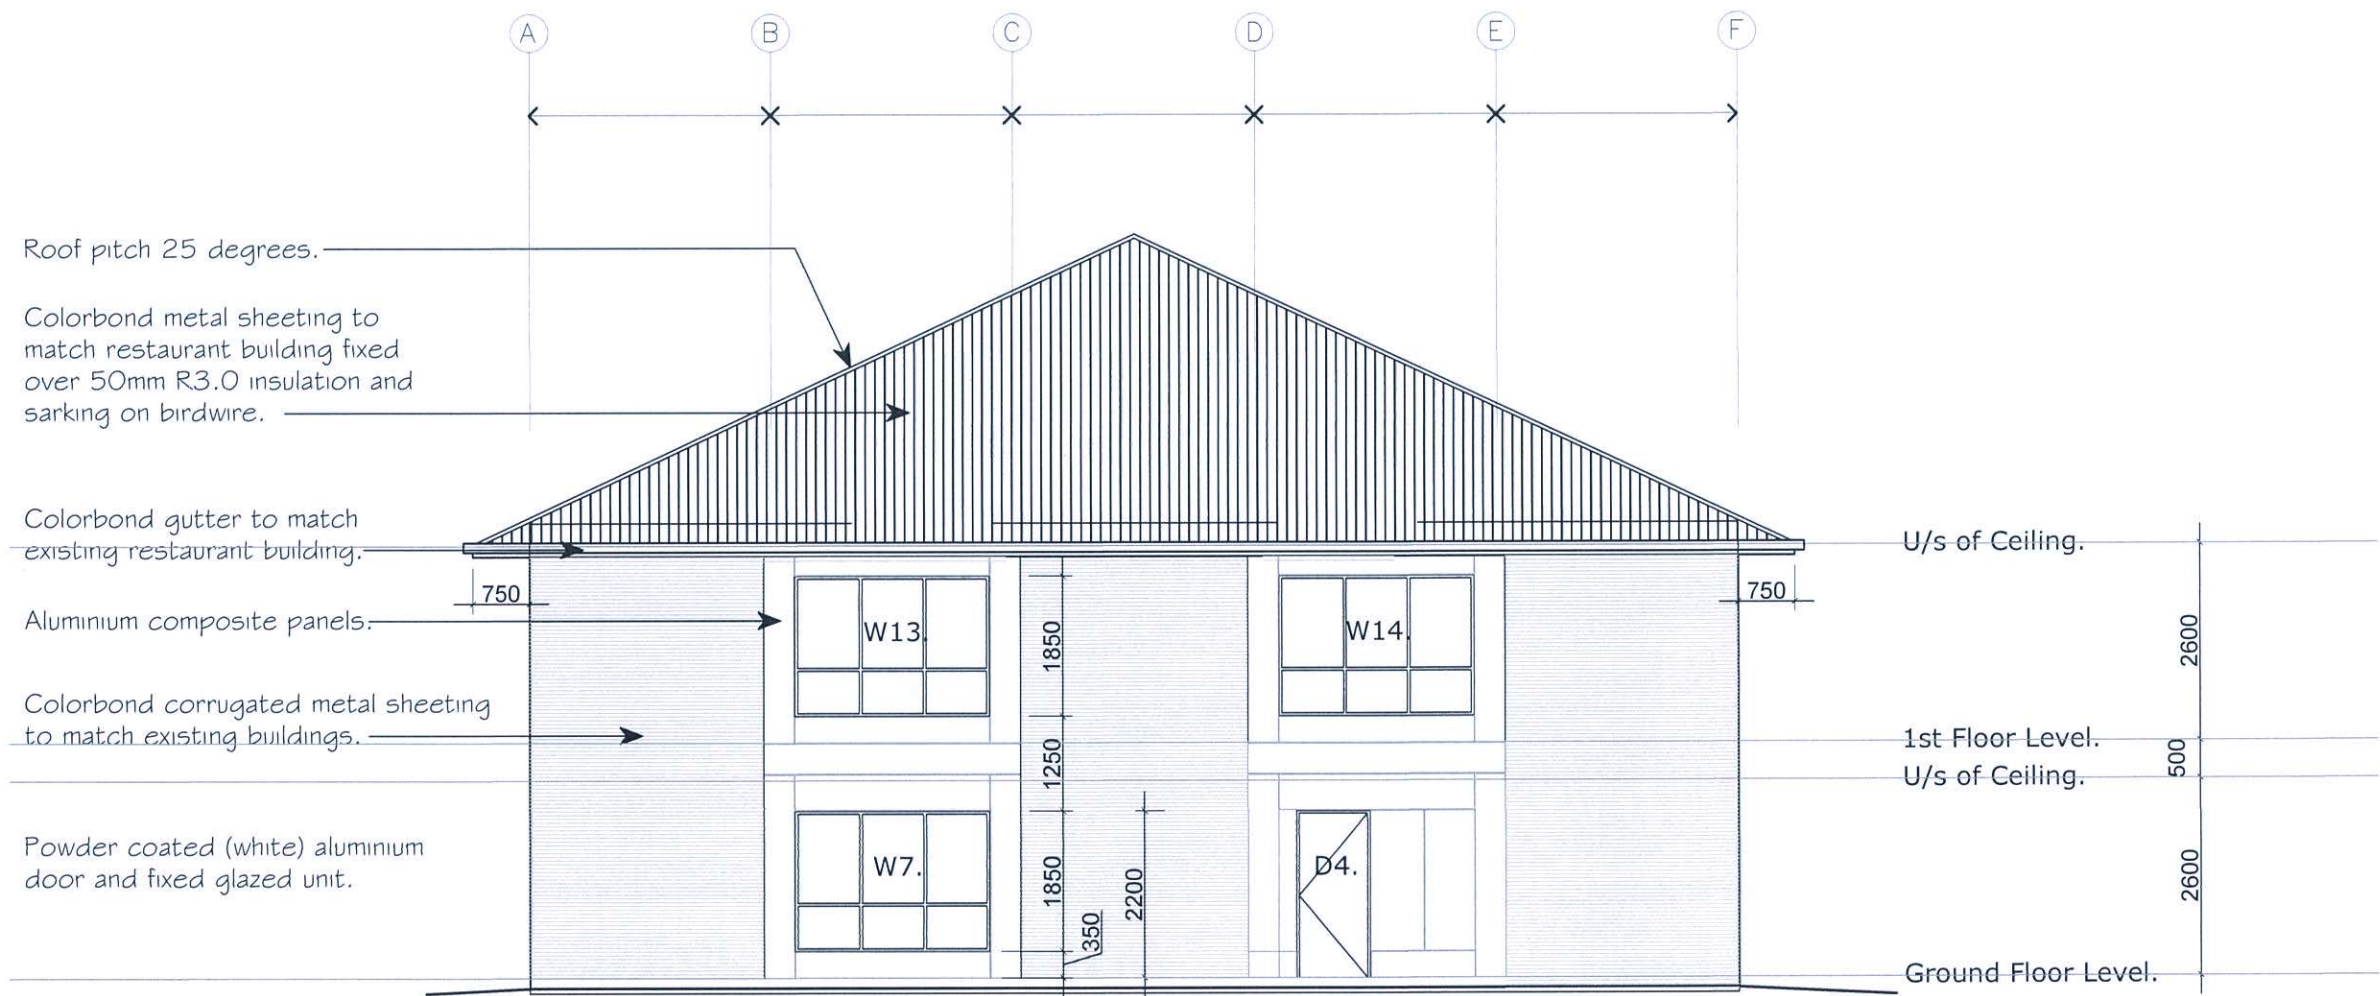 A B C D E F
Roof pitch 25 degrees.
Colorbond metal sheeting to
match restaurant building fixed
over 50mm R3.0 insulation and
sarking on birdwire.
Colorbond gutter to match
existing restaurant building.
U/s of Ceiling.
750
750
Aluminium composite panels.
W13.
1850
W14.
2600
Colorbond corrugated metal sheeting
to match existing buildings.
1st Floor Level.
1250
500
U/s of Ceiling.
Powder coated (white) aluminium
door and fixed glazed unit.
W7.
1850
350
2200
D4.
2600
Ground Floor Level.